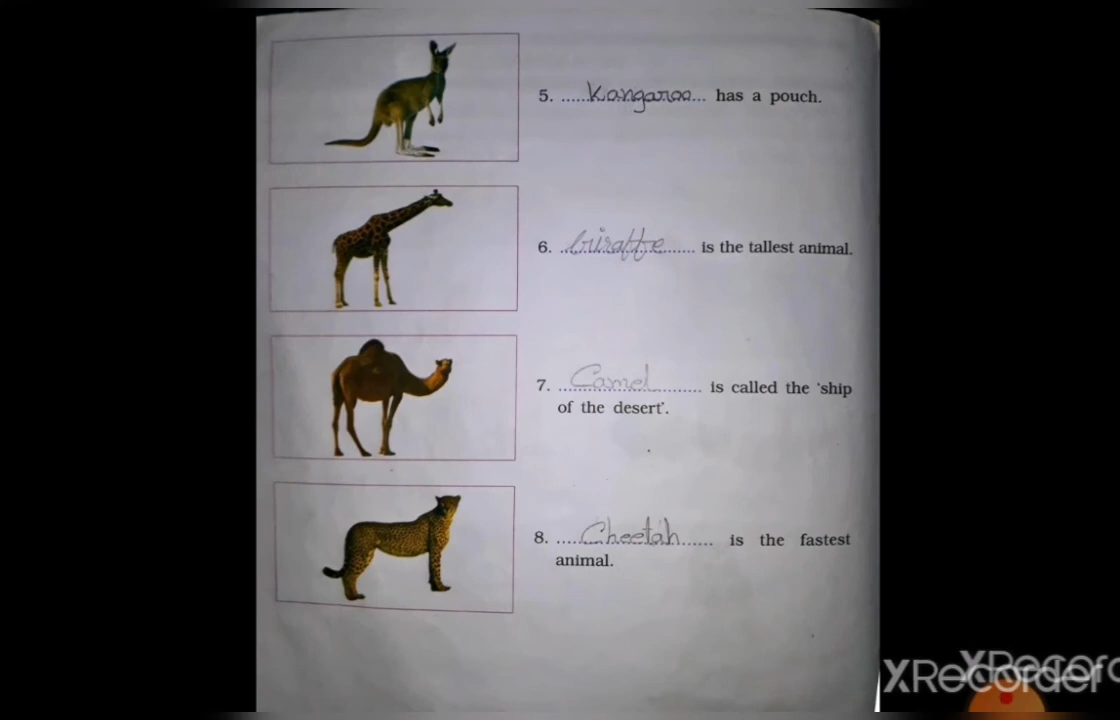 5. Kangaroo has a pouch.
6. Giraffe is the tallest animal.
7. Camel is called the 'ship
of the desert'.
8. Cheetah is the fastest
animal.
XRecorder
XRecorder